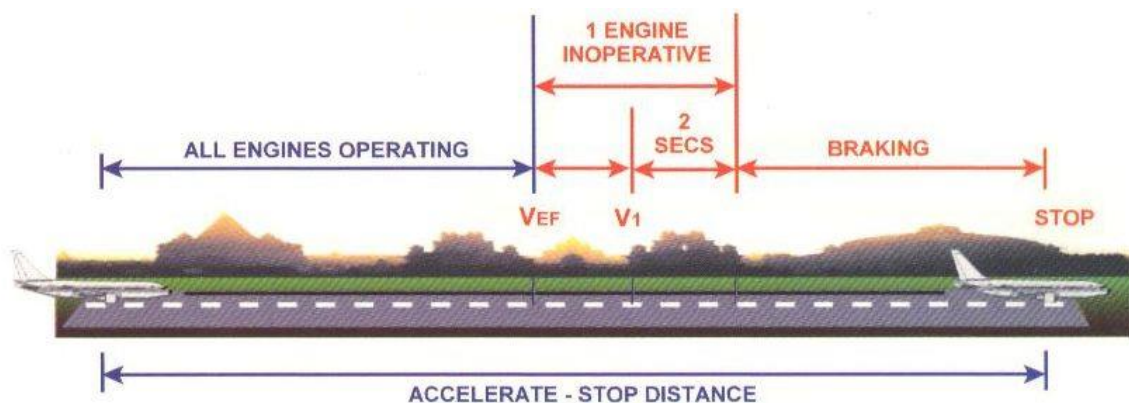 1 ENGINE
INOPERATIVE
2
SECS
ALL ENGINES OPERATING
BRAKING
VEF
V1
STOP
ACCELERATE - STOP DISTANCE